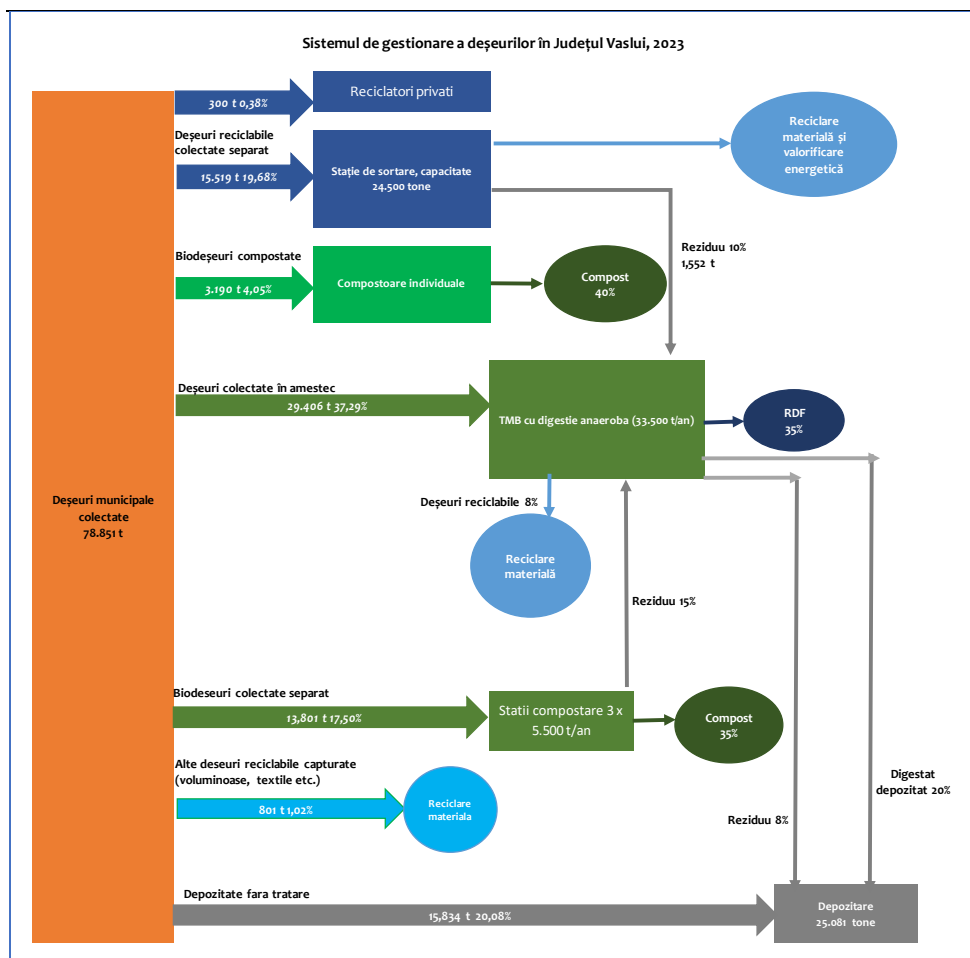 Sistemul de gestionare a deșeurilor în Județul Vaslui, 2023
Reciclatori privati
300 t 0,38%
Reciclare
materială și
valorificare
energetică
Deșeuri reciclabile
colectate separat
15.519 t 19,68%
Stație de sortare, capacitate
24.500 tone
Reziduu 10%
1,552 t
Biodeșeuri compostate
3.190 t 4,05%
Compostoare individuale
Compost
40%
Deșeuri colectate în amestec
29.406 t 37,29%
TMB cu digestie anaeroba (33.500 t/an)
RDF
35%
Deșeuri municipale
colectate
78.851 t
Deșeuri reciclabile 8%
Reciclare
materială
Reziduu 15%
Biodeseuri colectate separat
13,801 t 17,50%
Statii compostare 3 x
5.500 t/an
Compost
35%
Alte deseuri reciclabile capturate
(voluminoase, textile etc.)
801 t 1,02%
Reciclare
materiala
Digestat
depozitat 20%
Reziduu 8%
Depozitate fara tratare
15,834 t 20,08%
Depozitare
25.081 tone